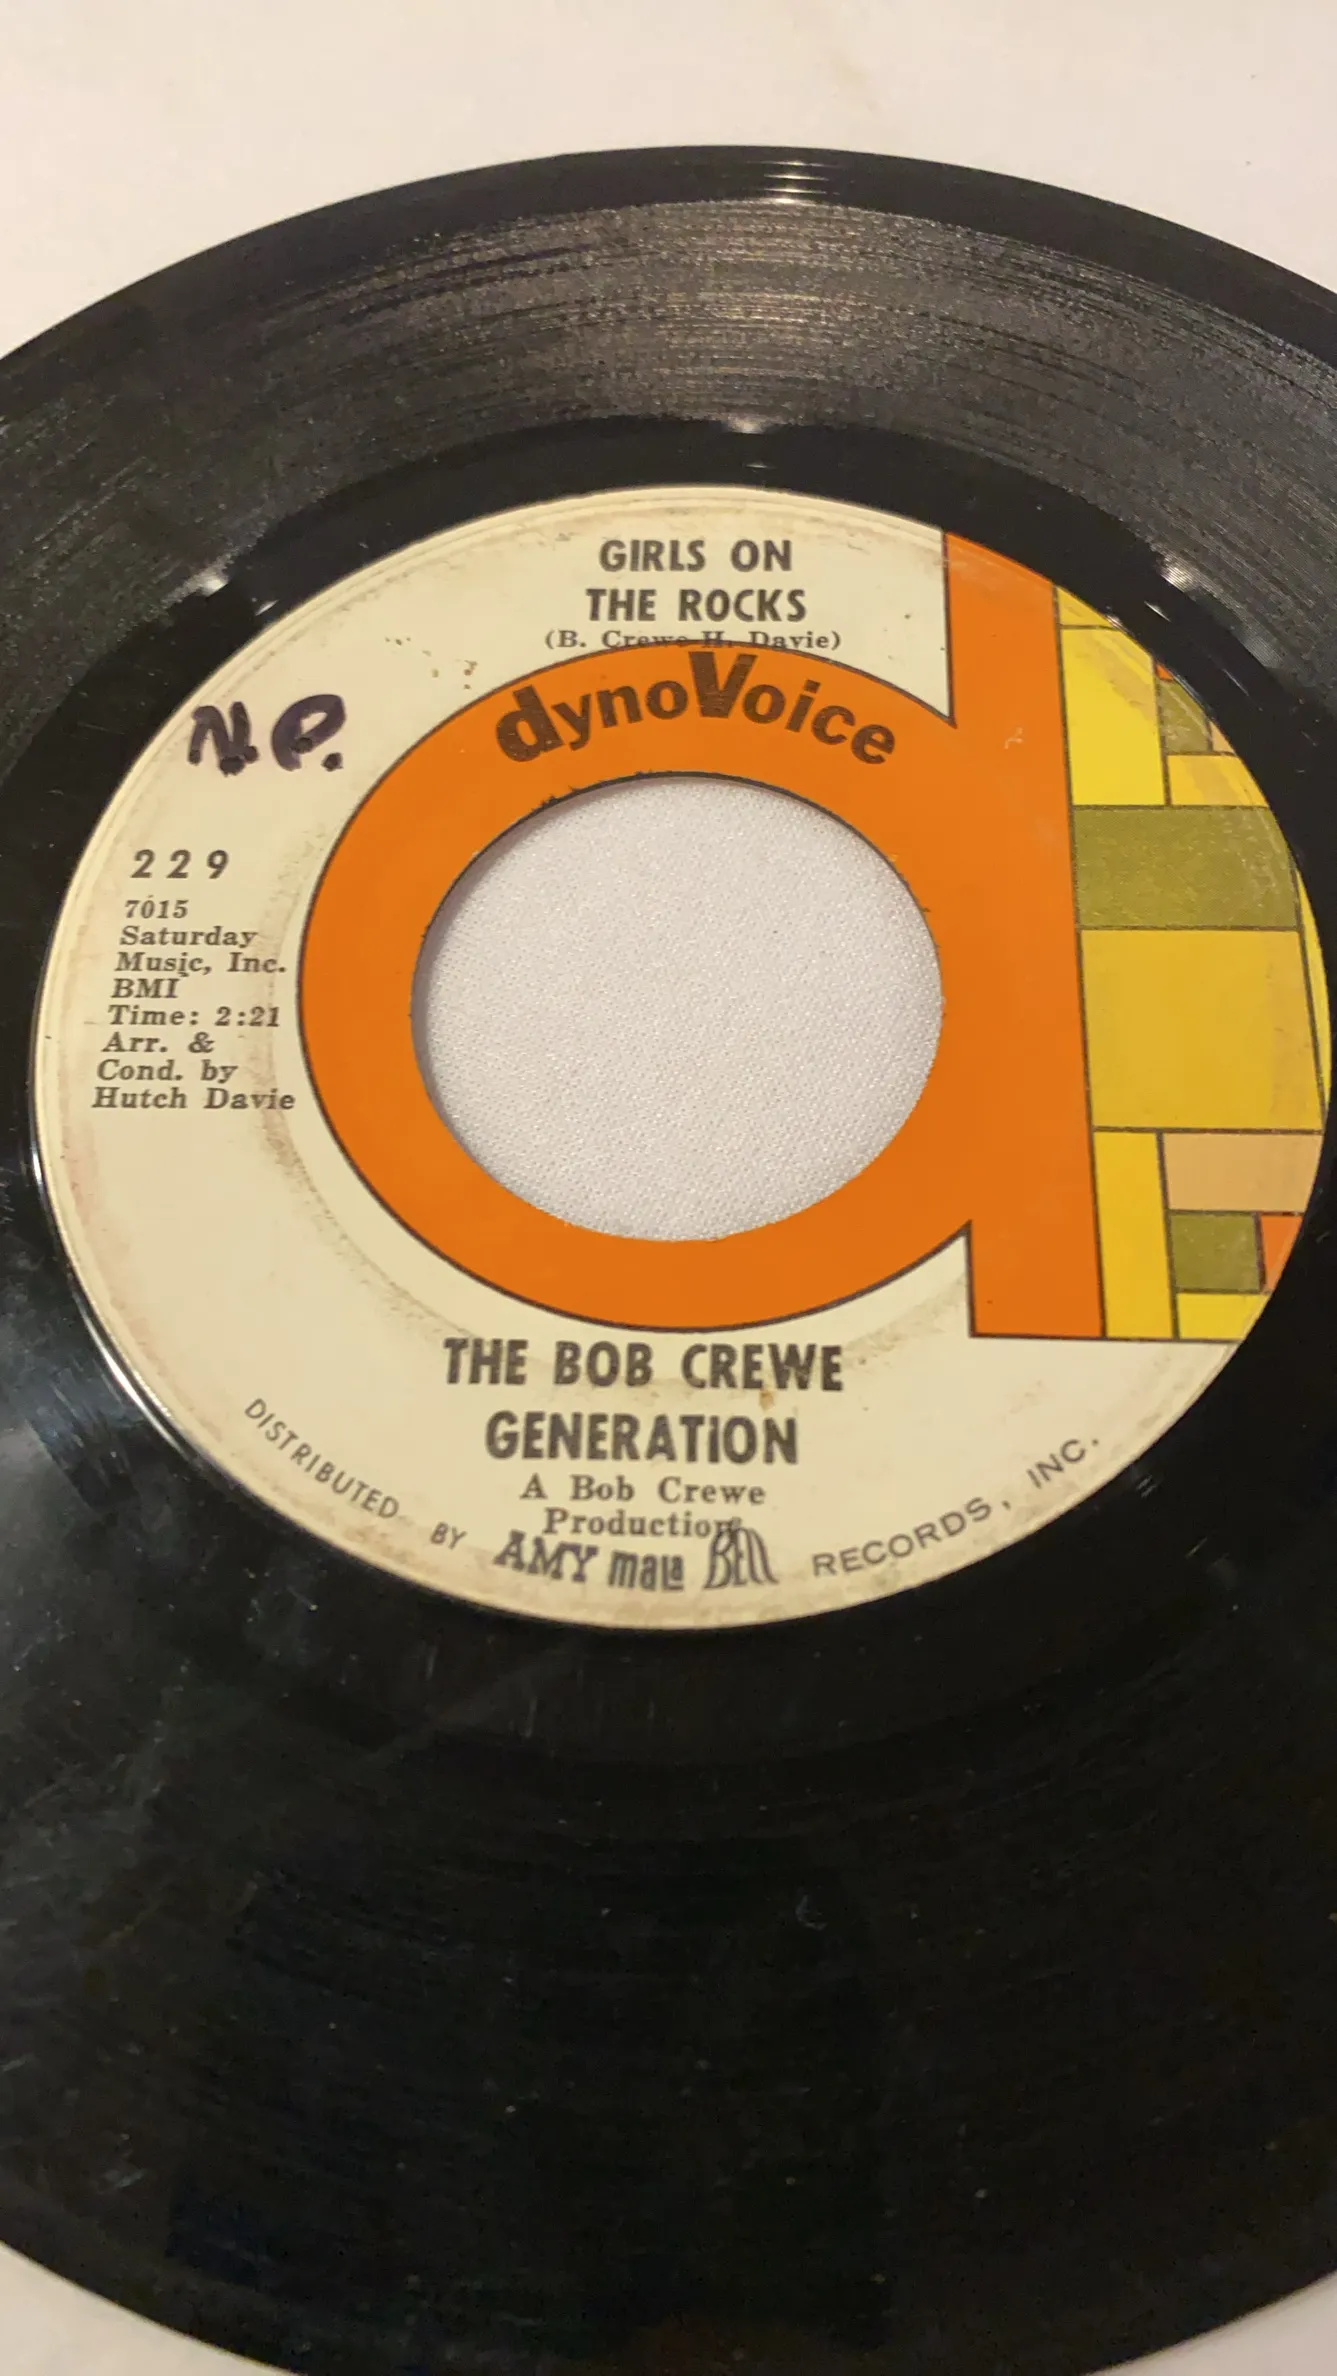 GIRLS ON
THE ROCKS
(B. Crewe-H. Davie)
dynoVoice
N.P.
229
7015
Saturday
Music, Inc.
BMI
Time: 2:21
Arr. &
Cond. by
Hutch Davie
THE BOB CREWE
GENERATION
A Bob Crewe
Production
DISTRIBUTED BY AMY mala BELL RECORDS, INC.